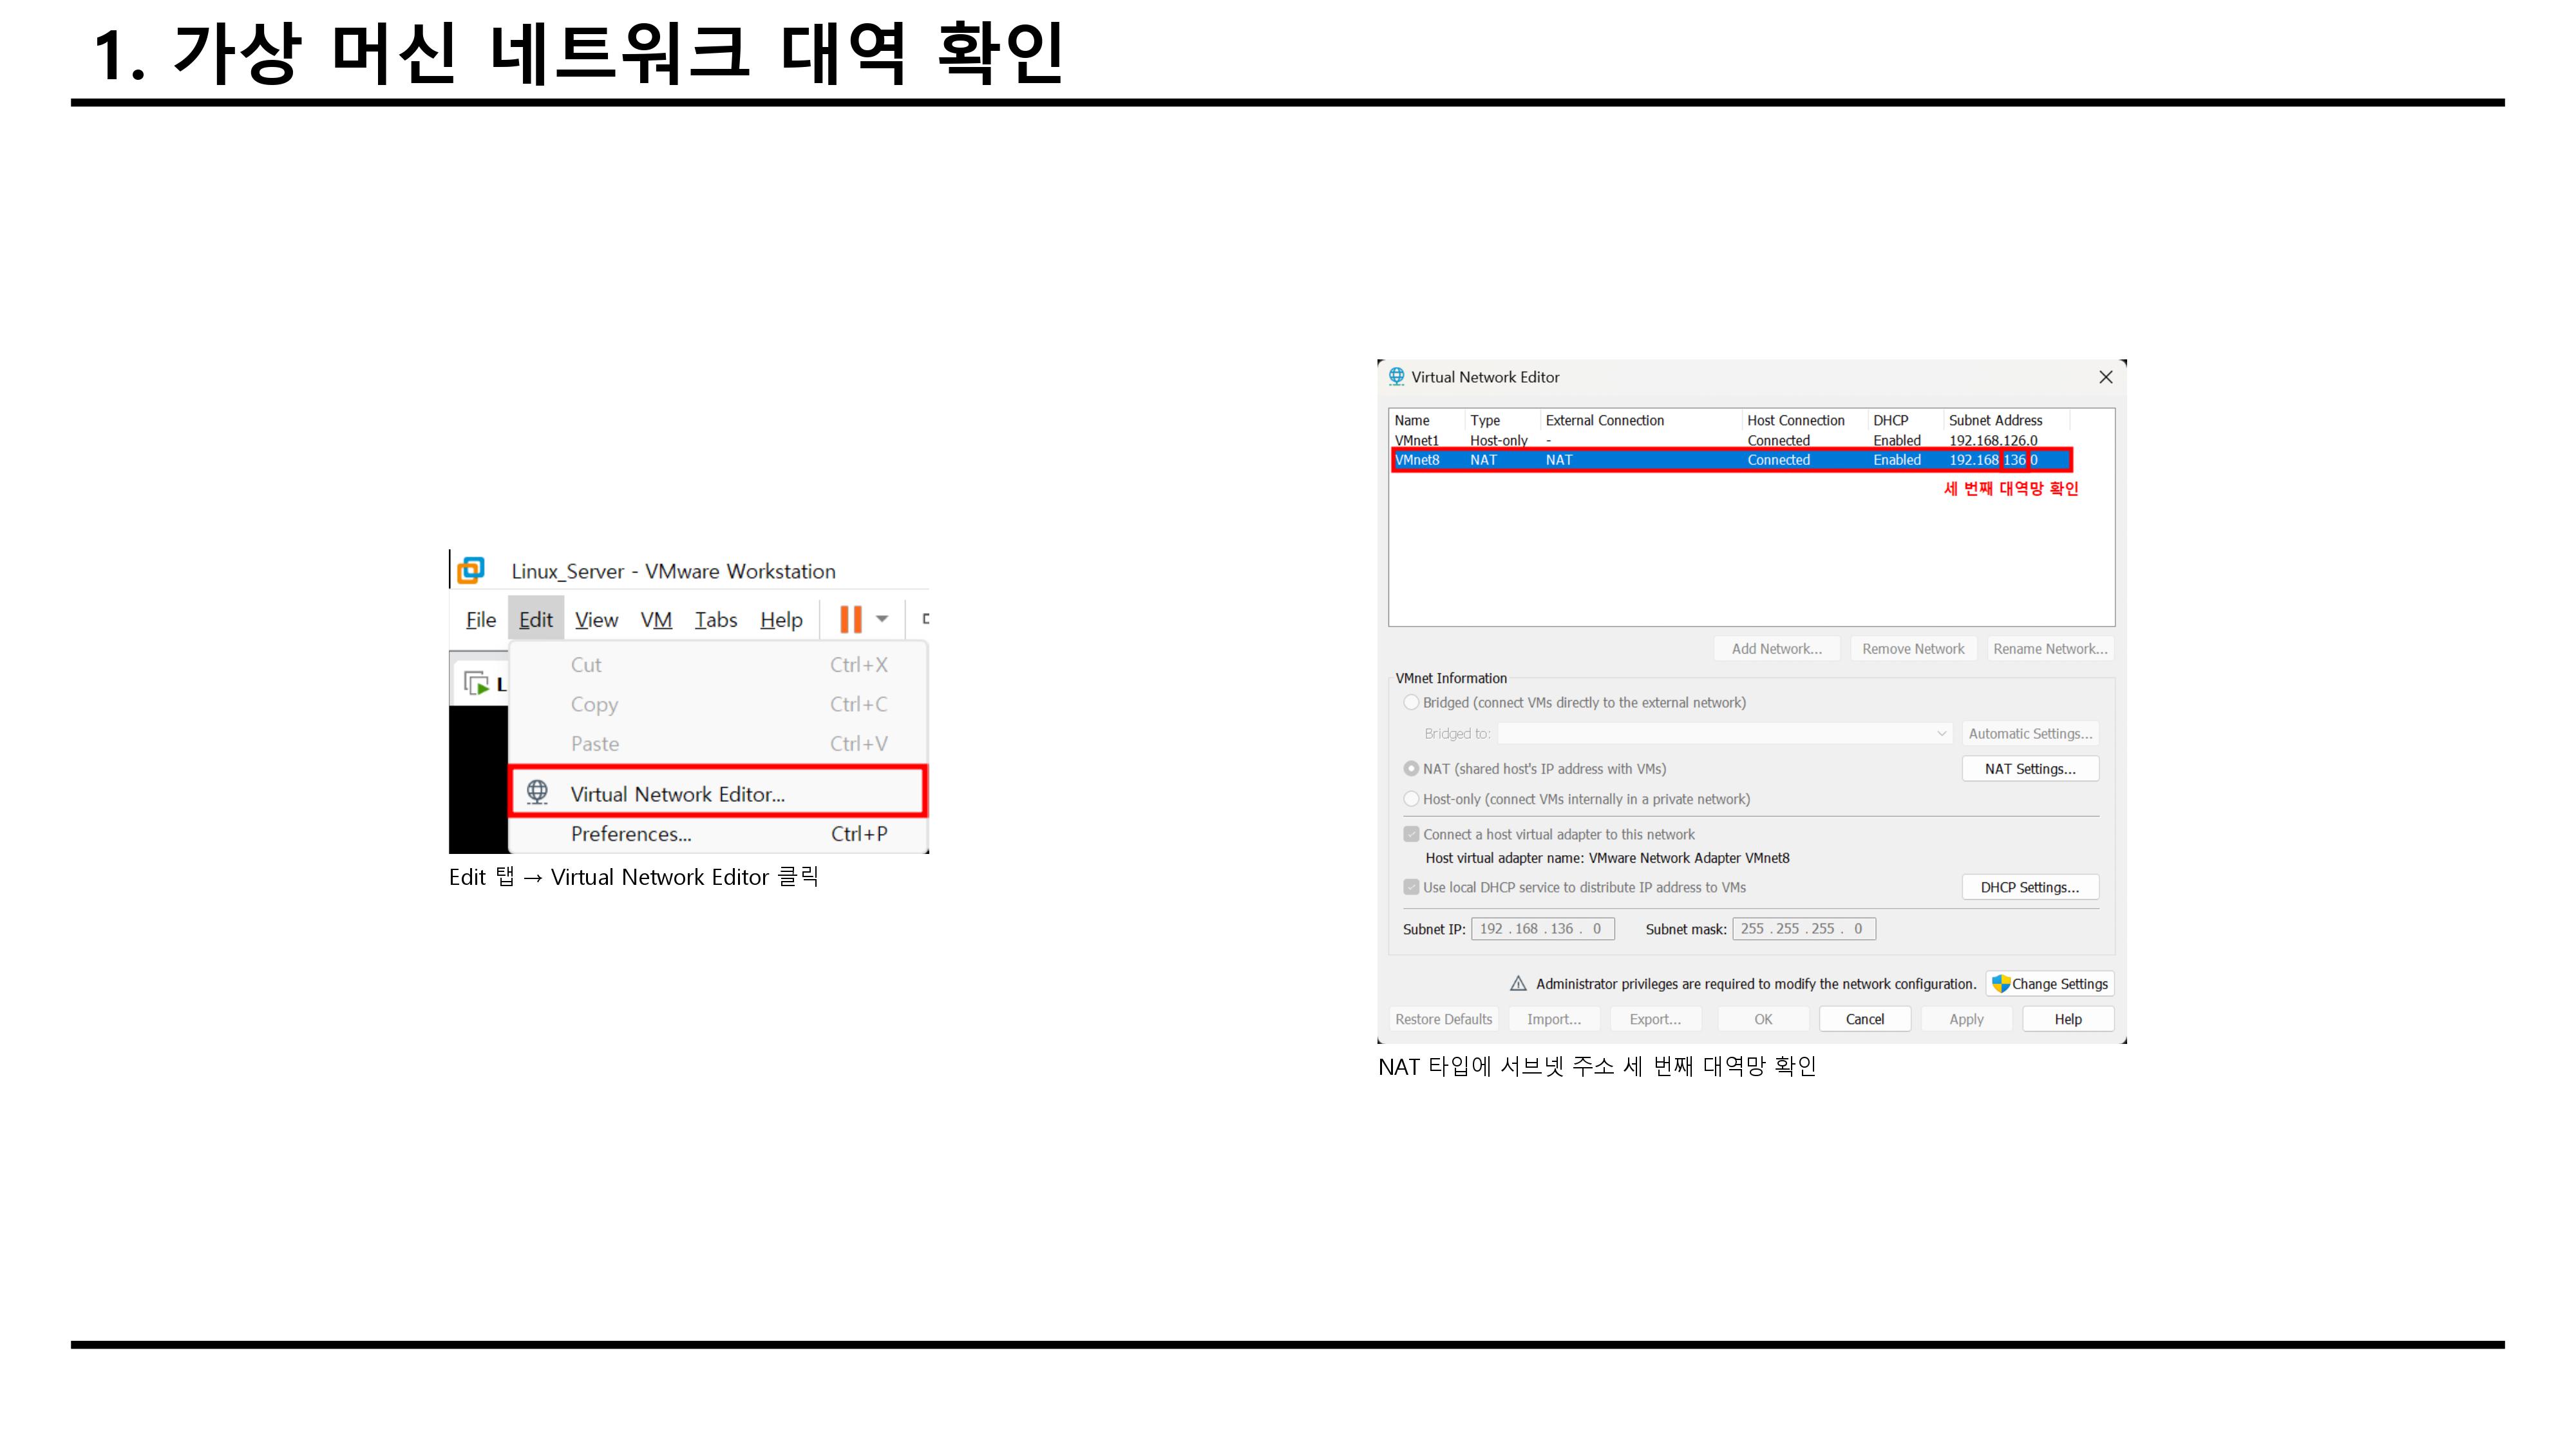 1. 가상 머신 네트워크 대역 확인
Linux_Server - VMware Workstation
File Edit View VM Tabs Help
L
Cut Ctrl+X
Copy Ctrl+C
Paste Ctrl+V
Virtual Network Editor...
Preferences... Ctrl+P
Edit 탭 → Virtual Network Editor 클릭
Virtual Network Editor
Name Type External Connection Host Connection DHCP Subnet Address
VMnet1 Host-only - Connected Enabled 192.168.126.0
VMnet8 NAT NAT Connected Enabled 192.168.136.0
세 번째 대역망 확인
Add Network... Remove Network Rename Network...
VMnet Information
Bridged (connect VMs directly to the external network)
Bridged to: Automatic Settings...
NAT (shared host's IP address with VMs) NAT Settings...
Host-only (connect VMs internally in a private network)
Connect a host virtual adapter to this network
Host virtual adapter name: VMware Network Adapter VMnet8
Use local DHCP service to distribute IP address to VMs DHCP Settings...
Subnet IP: 192 . 168 . 136 . 0 Subnet mask: 255 . 255 . 255 . 0
Administrator privileges are required to modify the network configuration. Change Settings
Restore Defaults Import... Export... OK Cancel Apply Help
NAT 타입에 서브넷 주소 세 번째 대역망 확인